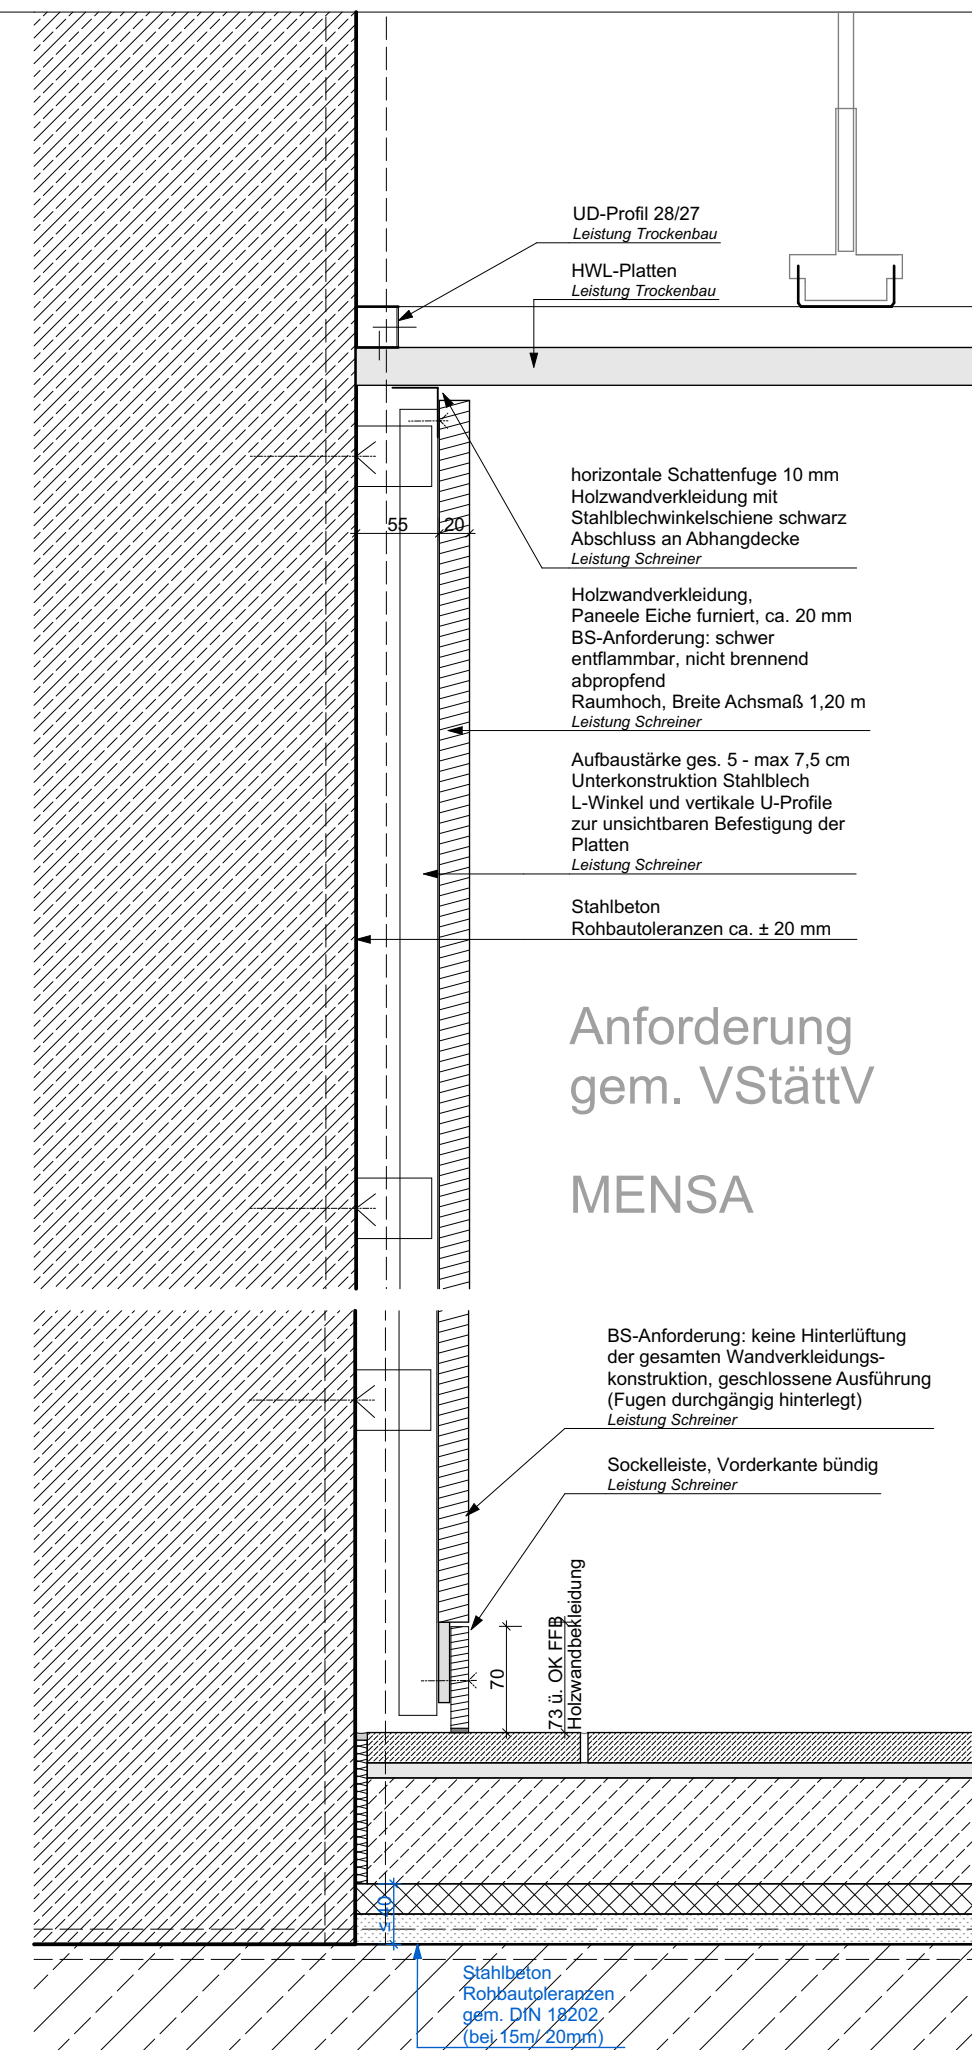 UD-Profil 28/27
Leistung Trockenbau
HWL-Platten
Leistung Trockenbau
horizontale Schattenfuge 10 mm
Holzwandverkleidung mit
Stahlblechwinkelschiene schwarz
Abschluss an Abhangdecke
Leistung Schreiner
55
20
Holzwandverkleidung,
Paneele Eiche furniert, ca. 20 mm
BS-Anforderung: schwer
entflammbar, nicht brennend
abpropfend
Raumhoch, Breite Achsmaß 1,20 m
Leistung Schreiner
Aufbaustärke ges. 5 - max 7,5 cm
Unterkonstruktion Stahlblech
L-Winkel und vertikale U-Profile
zur unsichtbaren Befestigung der
Platten
Leistung Schreiner
Stahlbeton
Rohbautoleranzen ca. ± 20 mm
Anforderung
gem. VStättV
MENSA
BS-Anforderung: keine Hinterlüftung
der gesamten Wandverkleidungs-
konstruktion, geschlossene Ausführung
(Fugen durchgängig hinterlegt)
Leistung Schreiner
Sockelleiste, Vorderkante bündig
Leistung Schreiner
70
73 ü. OK FFB
Holzwandbekleidung
≤40
Stahlbeton
Rohbautoleranzen
gem. DIN 18202
(bei 15m/ 20mm)